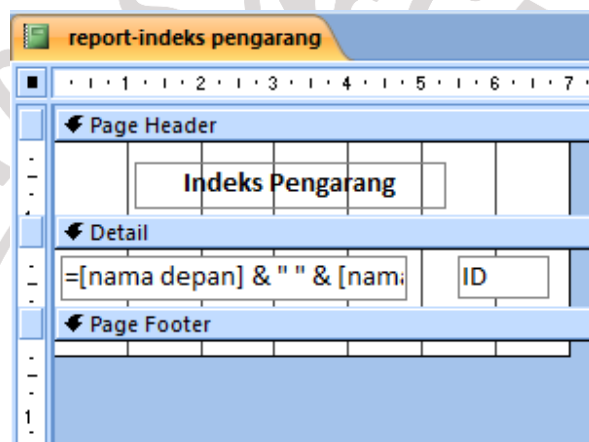 report-indeks pengarang
1 2 3 4 5 6 7
Page Header
Indeks Pengarang
Detail
=[nama depan] & " " & [nama
ID
Page Footer
1